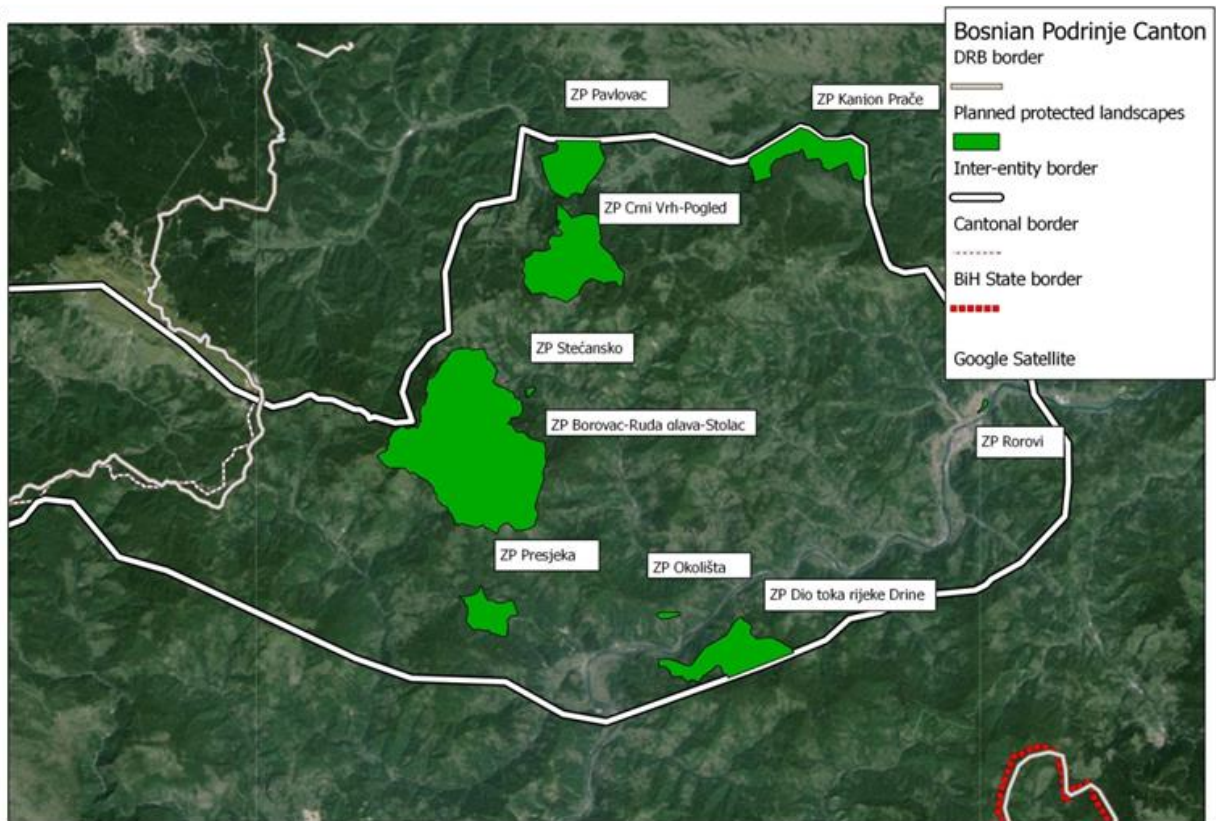 Bosnian Podrinje Canton
DRB border
Planned protected landscapes
Inter-entity border
Cantonal border
BiH State border
Google Satellite
ZP Pavlovac
ZP Kanion Prače
ZP Crni Vrh-Pogled
ZP Stećansko
ZP Borovac-Ruda glava-Stolac
ZP Rorovi
ZP Presjeka
ZP Okolišta
ZP Dio toka rijeke Drine